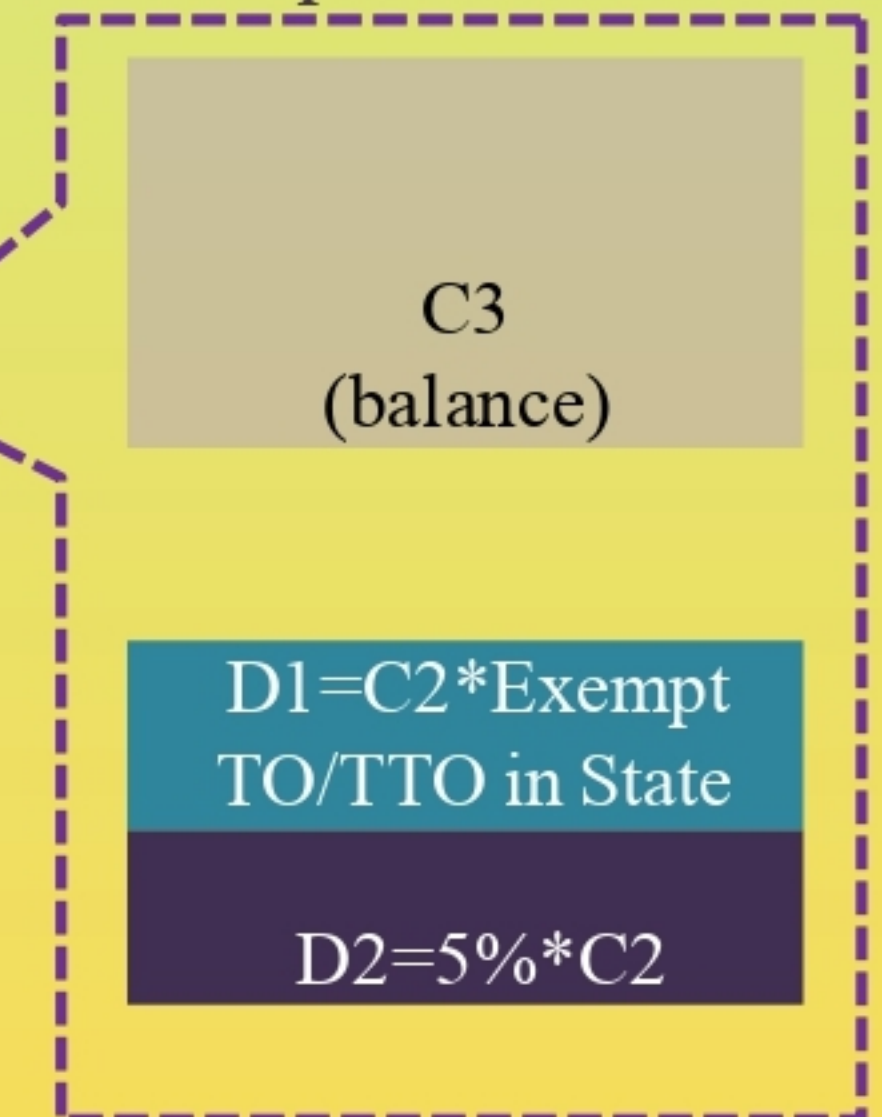 C3
(balance)
D1=C2*Exempt
TO/TTO in State
D2=5%*C2